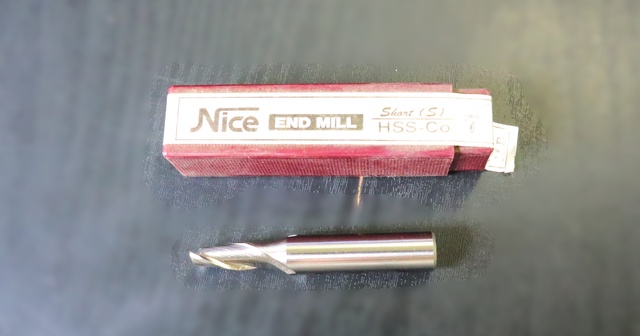 Nice END MILL Short (S)
HSS-Co